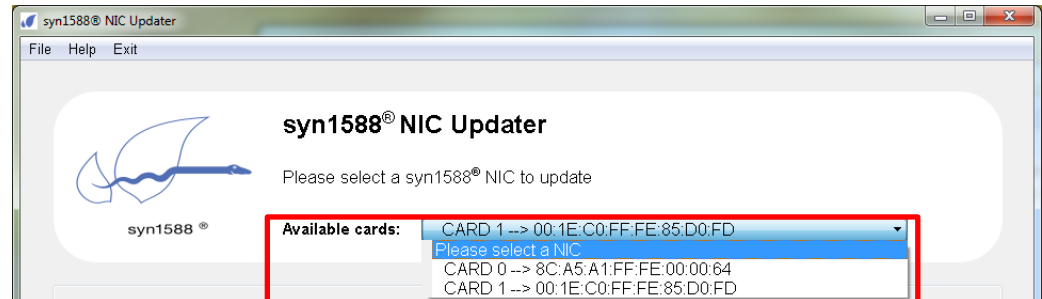 syn1588® NIC Updater
File Help Exit
syn1588® NIC Updater
Please select a syn1588® NIC to update
syn1588 ®
Available cards: CARD 1 --> 00:1E:C0:FF:FE:85:D0:FD
Please select a NIC
CARD 0 --> 8C:A5:A1:FF:FE:00:00:64
CARD 1 --> 00:1E:C0:FF:FE:85:D0:FD